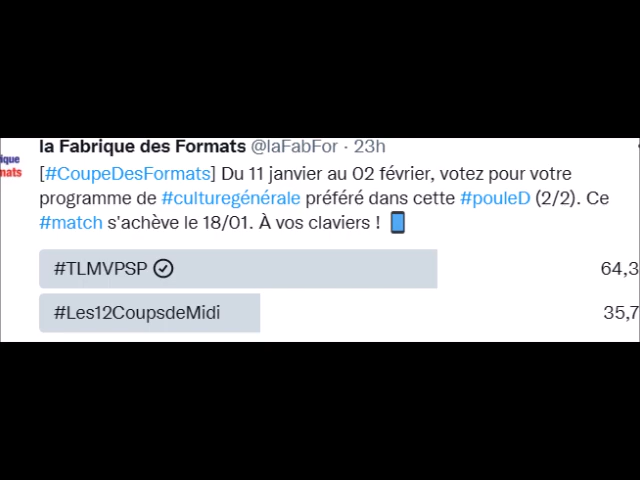 la Fabrique des Formats @laFabFor · 23h
ique
mats
[#CoupeDesFormats] Du 11 janvier au 02 février, votez pour votre
programme de #culturegénérale préféré dans cette #pouleD (2/2). Ce
#match s'achève le 18/01. À vos claviers !
#TLMVPSP 64,3
#Les12CoupsdeMidi 35,7